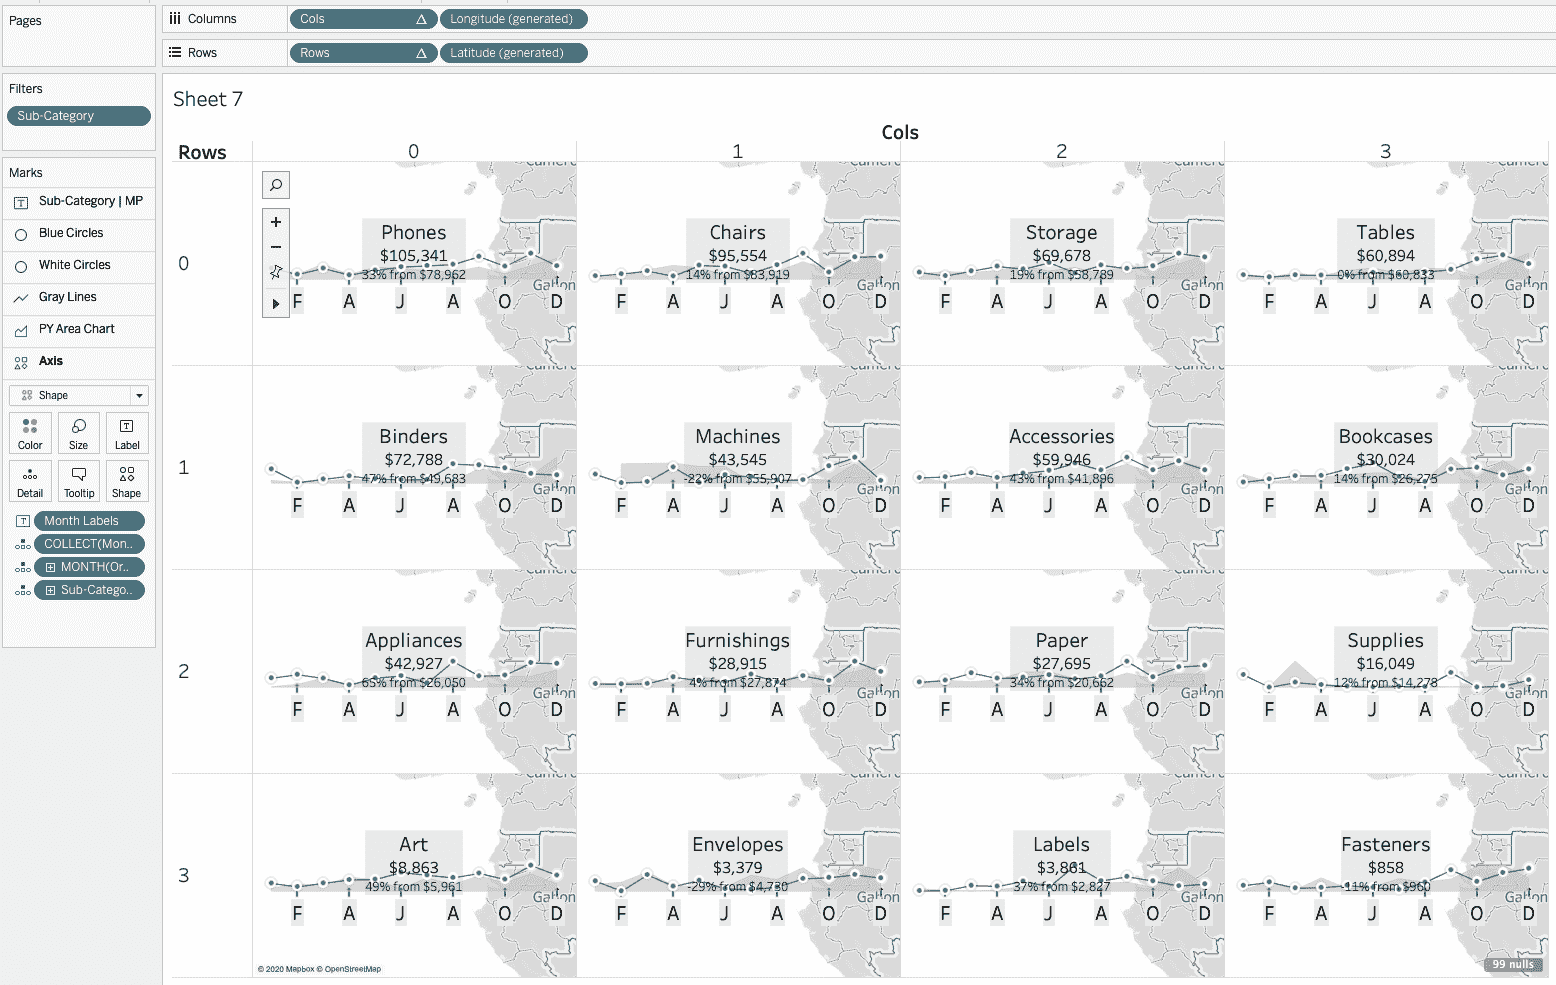 Pages
Columns
Cols
Longitude (generated)
Rows
Rows
Latitude (generated)
Filters
Sub-Category
Marks
Sub-Category | MP
Blue Circles
White Circles
Gray Lines
PY Area Chart
Axis
Shape
Color
Size
Label
Detail
Tooltip
Shape
Month Labels
COLLECT(Mon..
MONTH(Or..
Sub-Catego..
Sheet 7
Cols
Rows
0
1
2
3
0
Phones
$105,341
33% from $78,962
F A J A O D
Chairs
$95,554
14% from $83,919
F A J A O D
Storage
$69,678
19% from $58,789
F A J A O D
Tables
$60,894
0% from $60,833
F A J A O D
1
Binders
$72,788
47% from $49,683
F A J A O D
Machines
$43,545
-22% from $55,907
F A J A O D
Accessories
$59,946
43% from $41,896
F A J A O D
Bookcases
$30,024
14% from $26,275
F A J A O D
2
Appliances
$42,927
65% from $26,050
F A J A O D
Furnishings
$28,915
4% from $27,874
F A J A O D
Paper
$27,695
34% from $20,662
F A J A O D
Supplies
$16,049
12% from $14,278
F A J A O D
3
Art
$8,863
49% from $5,961
F A J A O D
Envelopes
$3,379
-29% from $4,730
F A J A O D
Labels
$3,861
37% from $2,827
F A J A O D
Fasteners
$858
-11% from $960
F A J A O D
© 2020 Mapbox © OpenStreetMap
99 nulls